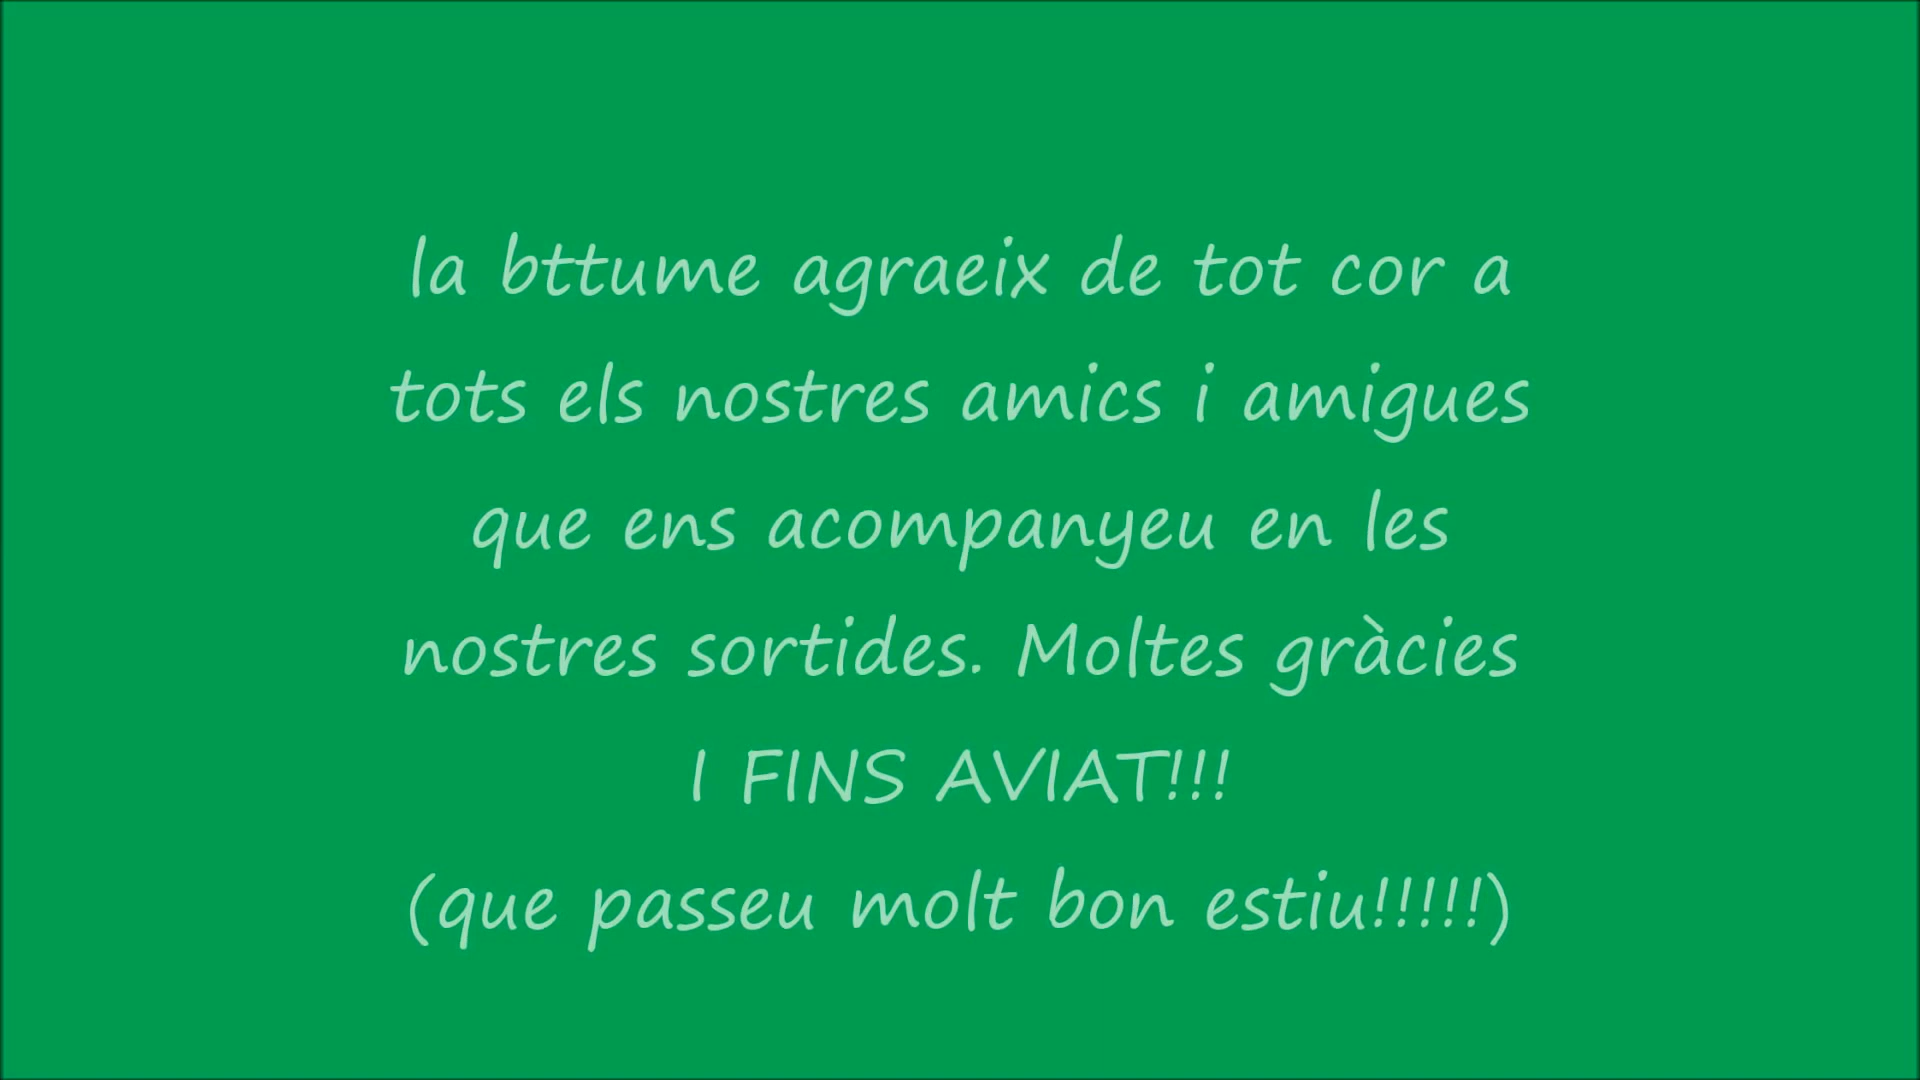 la bttume agraeix de tot cor a
tots els nostres amics i amigues
que ens acompanyeu en les
nostres sortides. Moltes gràcies
I FINS AVIAT!!!
(que passeu molt bon estiu!!!!!)